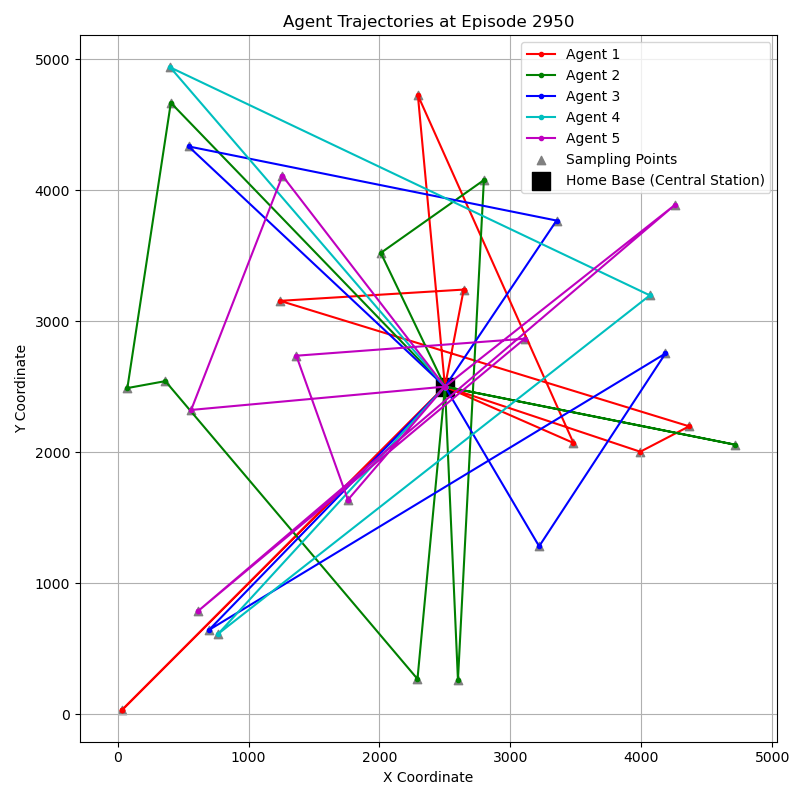 Agent Trajectories at Episode 2950
Agent 1
Agent 2
Agent 3
Agent 4
Agent 5
Sampling Points
Home Base (Central Station)
Y Coordinate
5000
4000
3000
2000
1000
0
0 1000 2000 3000 4000 5000
X Coordinate